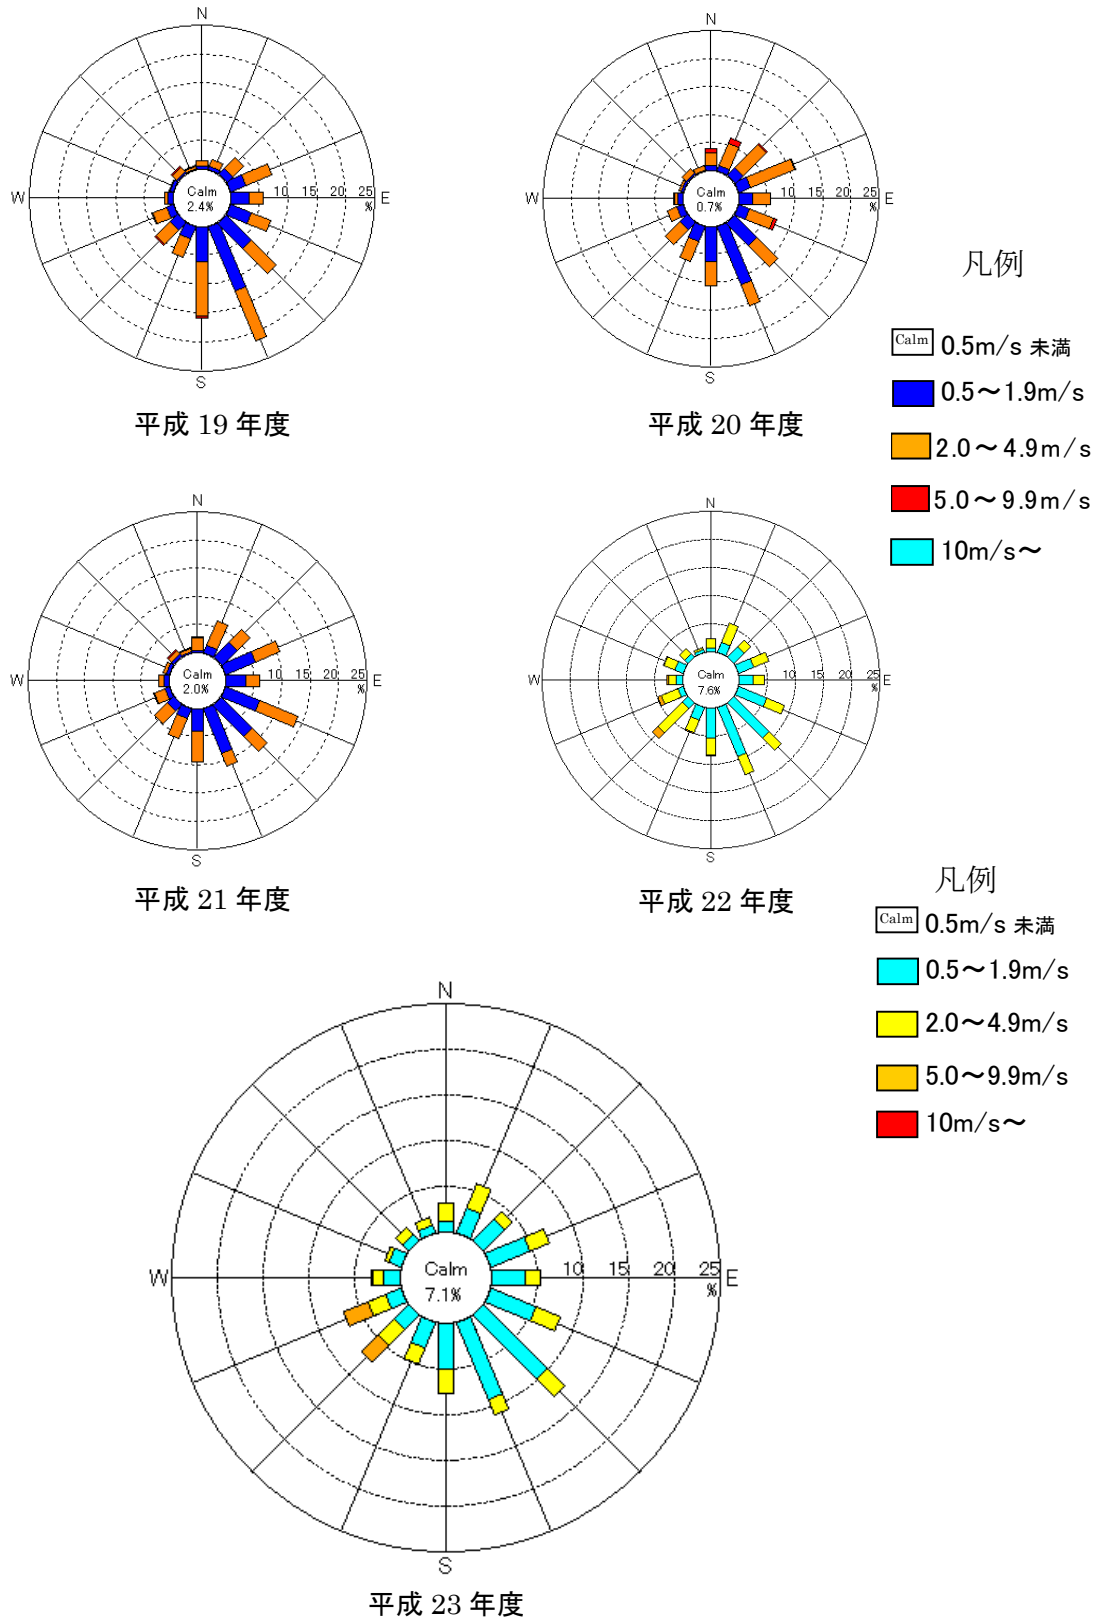 N
W
Calm
2.4%
10 15 20 25
%
E
S
平成 19 年度
N
W
Calm
0.7%
10 15 20 25
%
E
S
平成 20 年度
凡例
Calm 0.5m/s 未満
0.5～1.9m/s
2.0～4.9m/s
5.0～9.9m/s
10m/s～
N
W
Calm
2.0%
10 15 20 25
%
E
S
平成 21 年度
N
W
Calm
7.6%
10 15 20 25
%
E
S
平成 22 年度
凡例
Calm 0.5m/s 未満
0.5～1.9m/s
2.0～4.9m/s
5.0～9.9m/s
10m/s～
N
W
Calm
7.1%
10 15 20 25
%
E
S
平成 23 年度